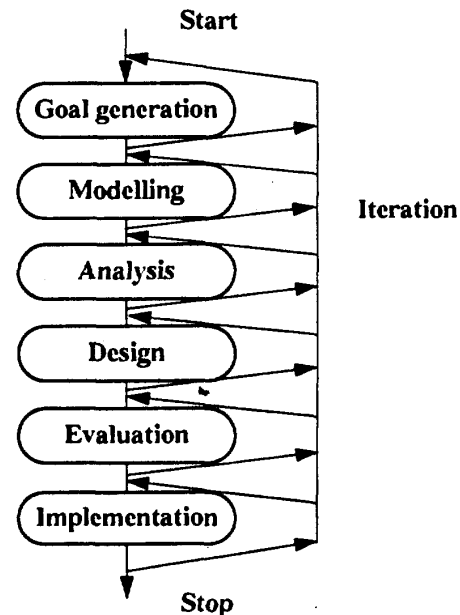 Start
Goal generation
Modelling
Iteration
Analysis
Design
Evaluation
Implementation
Stop